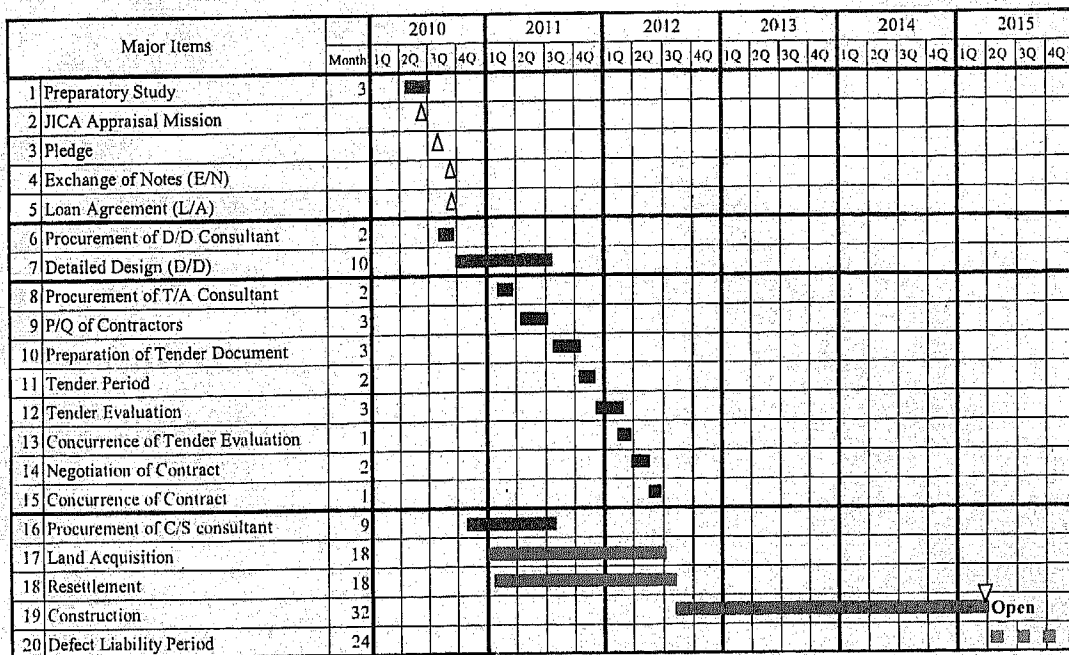 Major Items Month 2010 2011 2012 2013 2014 2015
1Q 2Q 3Q 4Q 1Q 2Q 3Q 4Q 1Q 2Q 3Q 4Q 1Q 2Q 3Q 4Q 1Q 2Q 3Q 4Q 1Q 2Q 3Q 4Q
1 Preparatory Study 3
2 JICA Appraisal Mission
3 Pledge
4 Exchange of Notes (E/N)
5 Loan Agreement (L/A)
6 Procurement of D/D Consultant 2
7 Detailed Design (D/D) 10
8 Procurement of T/A Consultant 2
9 P/Q of Contractors 3
10 Preparation of Tender Document 3
11 Tender Period 2
12 Tender Evaluation 3
13 Concurrence of Tender Evaluation 1
14 Negotiation of Contract 2
15 Concurrence of Contract 1
16 Procurement of C/S consultant 9
17 Land Acquisition 18
18 Resettlement 18
19 Construction 32 Open
20 Defect Liability Period 24